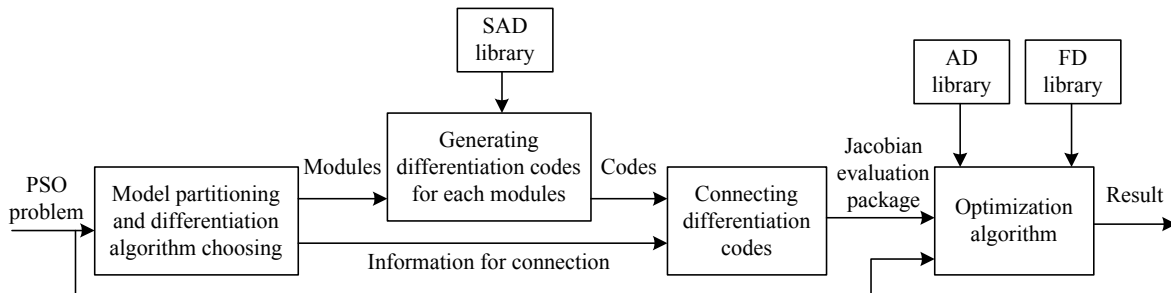 SAD
library
AD
library
FD
library
PSO
problem
Model partitioning
and differentiation
algorithm choosing
Modules
Generating
differentiation codes
for each modules
Codes
Information for connection
Connecting
differentiation
codes
Jacobian
evaluation
package
Optimization
algorithm
Result